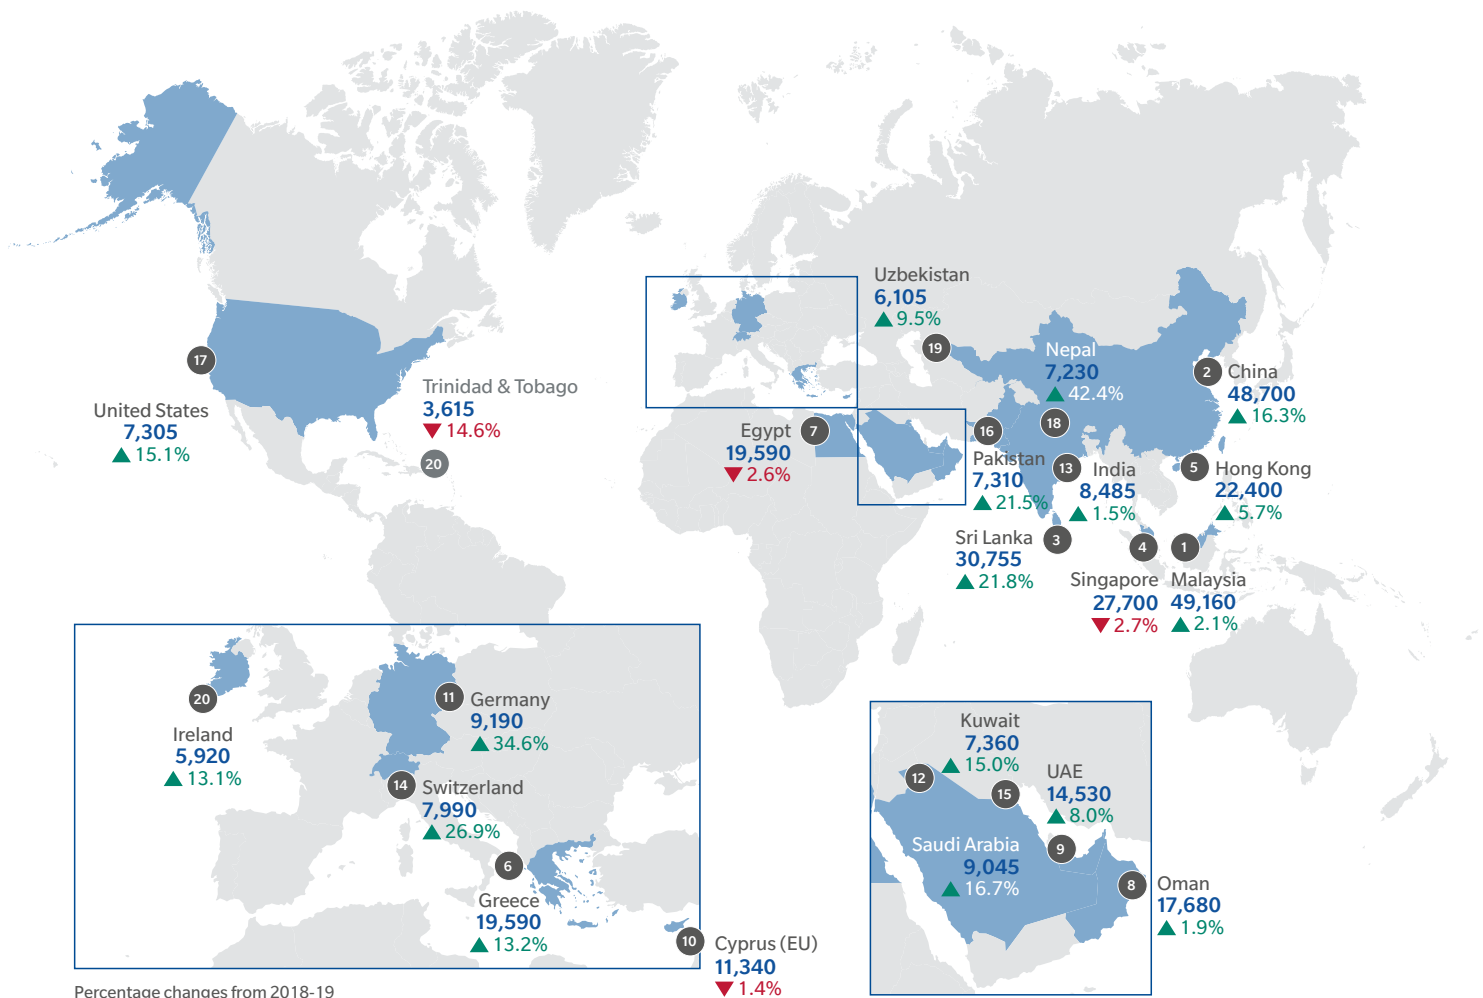 Uzbekistan
6,105
9.5%
19
Nepal
7,230
42.4%
18
2
China
48,700
16.3%
17
United States
7,305
15.1%
Trinidad & Tobago
3,615
14.6%
20
Egypt
19,590
2.6%
7
16
Pakistan
7,310
21.5%
13
India
8,485
1.5%
5
Hong Kong
22,400
5.7%
Sri Lanka
30,755
21.8%
3
4
Singapore
27,700
2.7%
1
Malaysia
49,160
2.1%
20
Ireland
5,920
13.1%
11
Germany
9,190
34.6%
14
Switzerland
7,990
26.9%
6
Greece
19,590
13.2%
10
Cyprus (EU)
11,340
1.4%
Kuwait
7,360
15.0%
12
15
UAE
14,530
8.0%
9
Saudi Arabia
9,045
16.7%
8
Oman
17,680
1.9%
Percentage changes from 2018-19